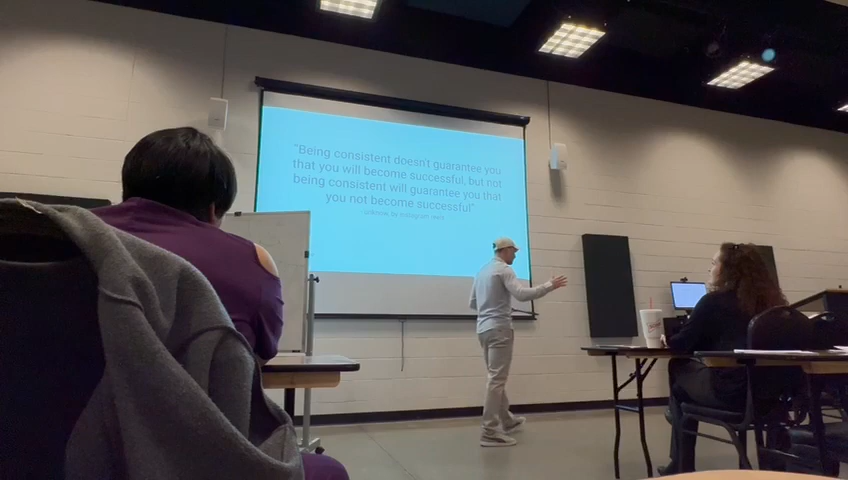 "Being consistent doesn't guarantee you
that you will become successful, but not
being consistent will guarantee you that
you not become successful"